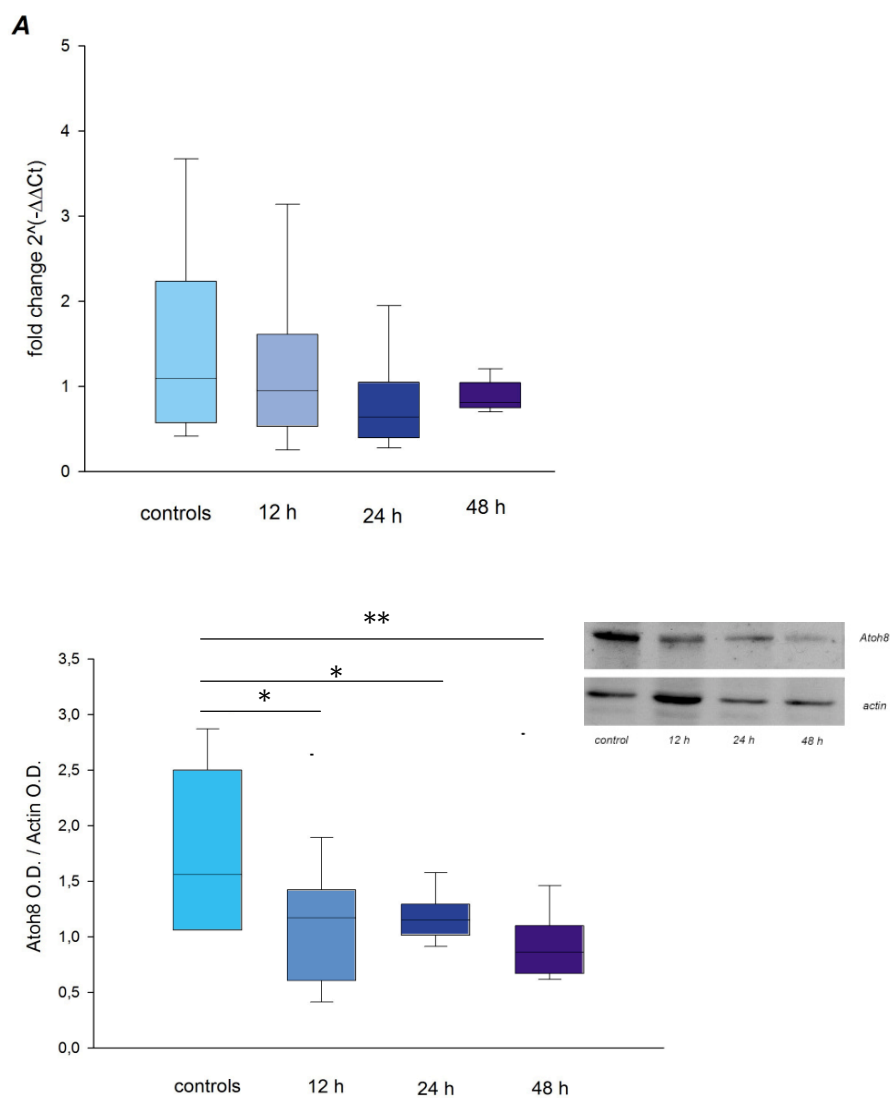 A
5
4
3
2
1
0
fold change 2^(-ΔΔCt)
controls 12 h 24 h 48 h
**
*
*
3,5
3,0
2,5
2,0
1,5
1,0
0,5
0,0
Atoh8 O.D. / Actin O.D.
controls 12 h 24 h 48 h
Atoh8
actin
control 12 h 24 h 48 h